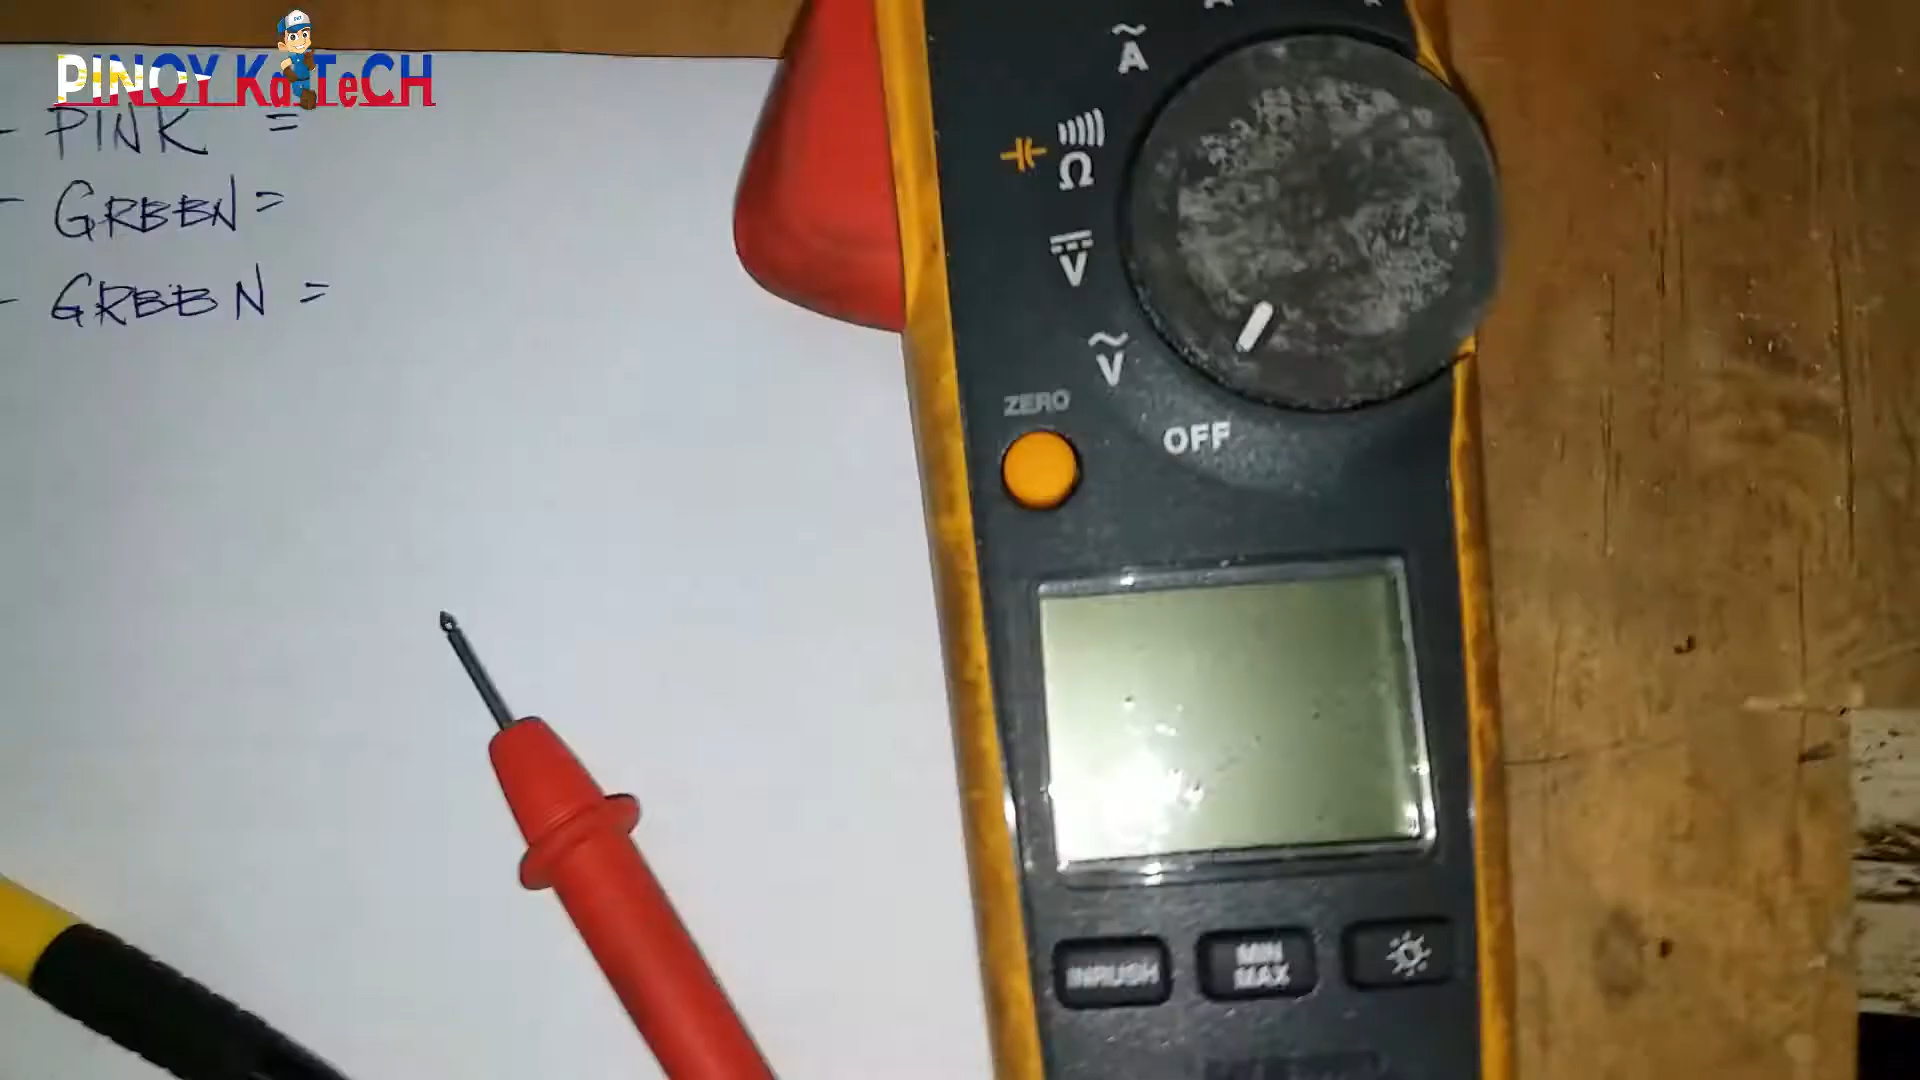 PINOY KaTeCH
- PINK =
- GREEN =
- GREEN =
Ã
Ω
V
Ṽ
ZERO
OFF
INRUSH
MIN
MAX